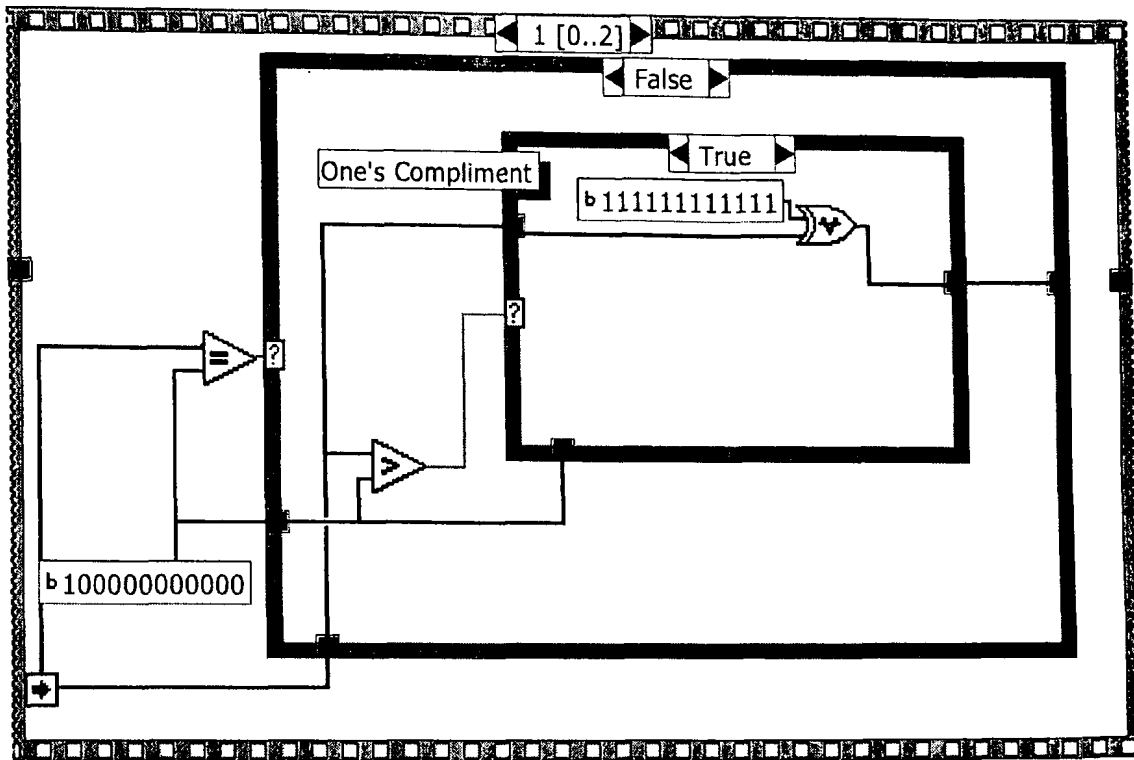 1 [0..2]
False
True
One's Compliment
b 111111111111
?
?
=
>
b 100000000000